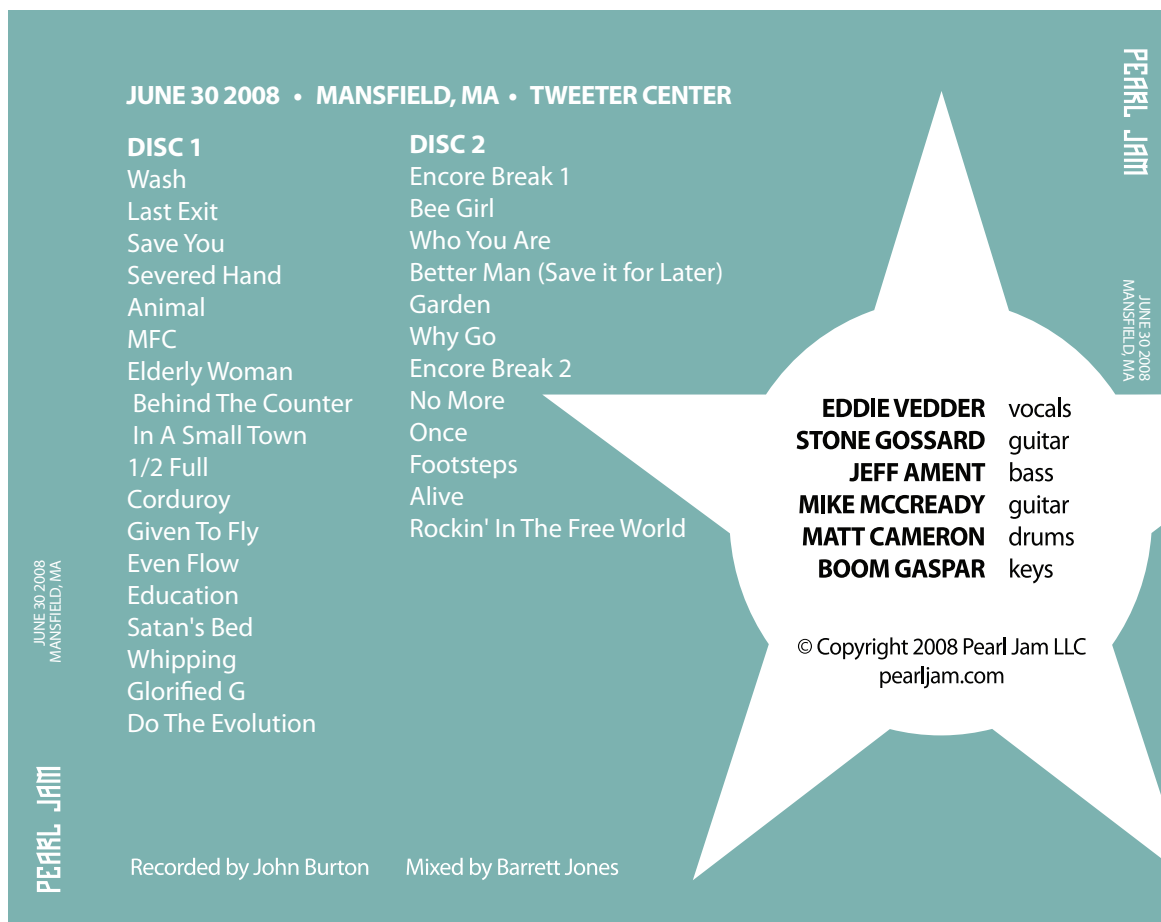 JUNE 30 2008 • MANSFIELD, MA • TWEETER CENTER
DISC 1
Wash
Last Exit
Save You
Severed Hand
Animal
MFC
Elderly Woman
Behind The Counter
In A Small Town
1/2 Full
Corduroy
Given To Fly
Even Flow
Education
Satan's Bed
Whipping
Glorified G
Do The Evolution
DISC 2
Encore Break 1
Bee Girl
Who You Are
Better Man (Save it for Later)
Garden
Why Go
Encore Break 2
No More
Once
Footsteps
Alive
Rockin' In The Free World
EDDIE VEDDER vocals
STONE GOSSARD guitar
JEFF AMENT bass
MIKE MCCREADY guitar
MATT CAMERON drums
BOOM GASPAR keys
© Copyright 2008 Pearl Jam LLC
pearljam.com
Recorded by John Burton Mixed by Barrett Jones
PEARL JAM
JUNE 30 2008
MANSFIELD, MA
PEARL JAM
JUNE 30 2008
MANSFIELD, MA